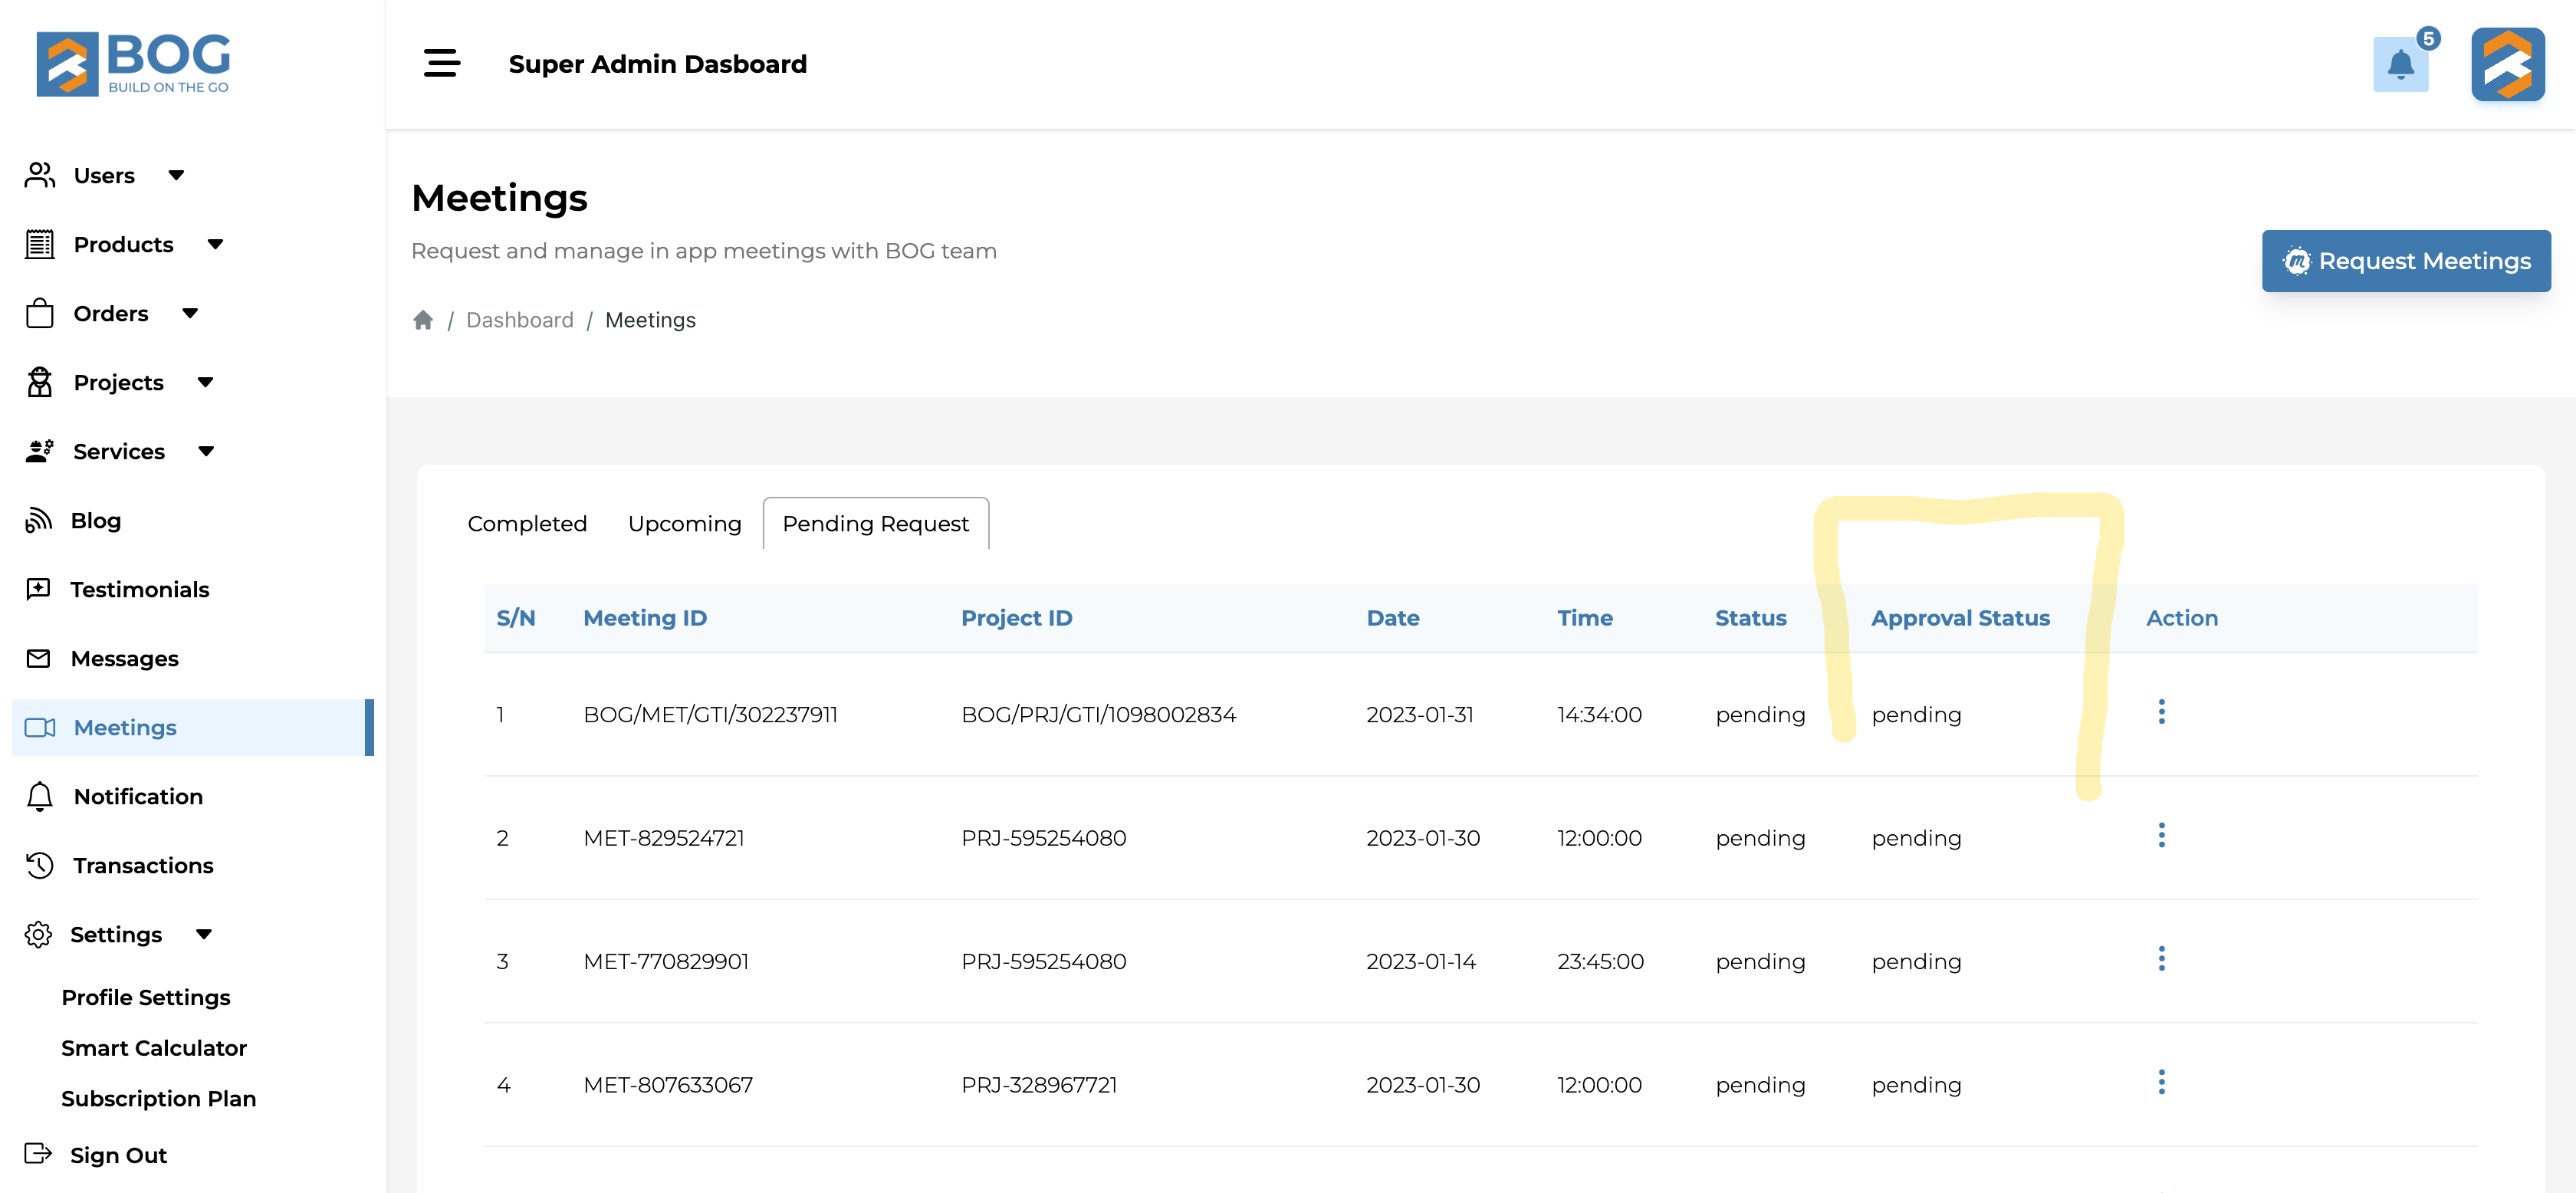 BOG
BUILD ON THE GO
Super Admin Dasboard
5
Users
Products
Orders
Projects
Services
Blog
Testimonials
Messages
Meetings
Notification
Transactions
Settings
Profile Settings
Smart Calculator
Subscription Plan
Sign Out
Meetings
Request and manage in app meetings with BOG team
Request Meetings
/ Dashboard / Meetings
Completed Upcoming Pending Request
S/N Meeting ID Project ID Date Time Status Approval Status Action
1 BOG/MET/GTI/302237911 BOG/PRJ/GTI/1098002834 2023-01-31 14:34:00 pending pending
2 MET-829524721 PRJ-595254080 2023-01-30 12:00:00 pending pending
3 MET-770829901 PRJ-595254080 2023-01-14 23:45:00 pending pending
4 MET-807633067 PRJ-328967721 2023-01-30 12:00:00 pending pending